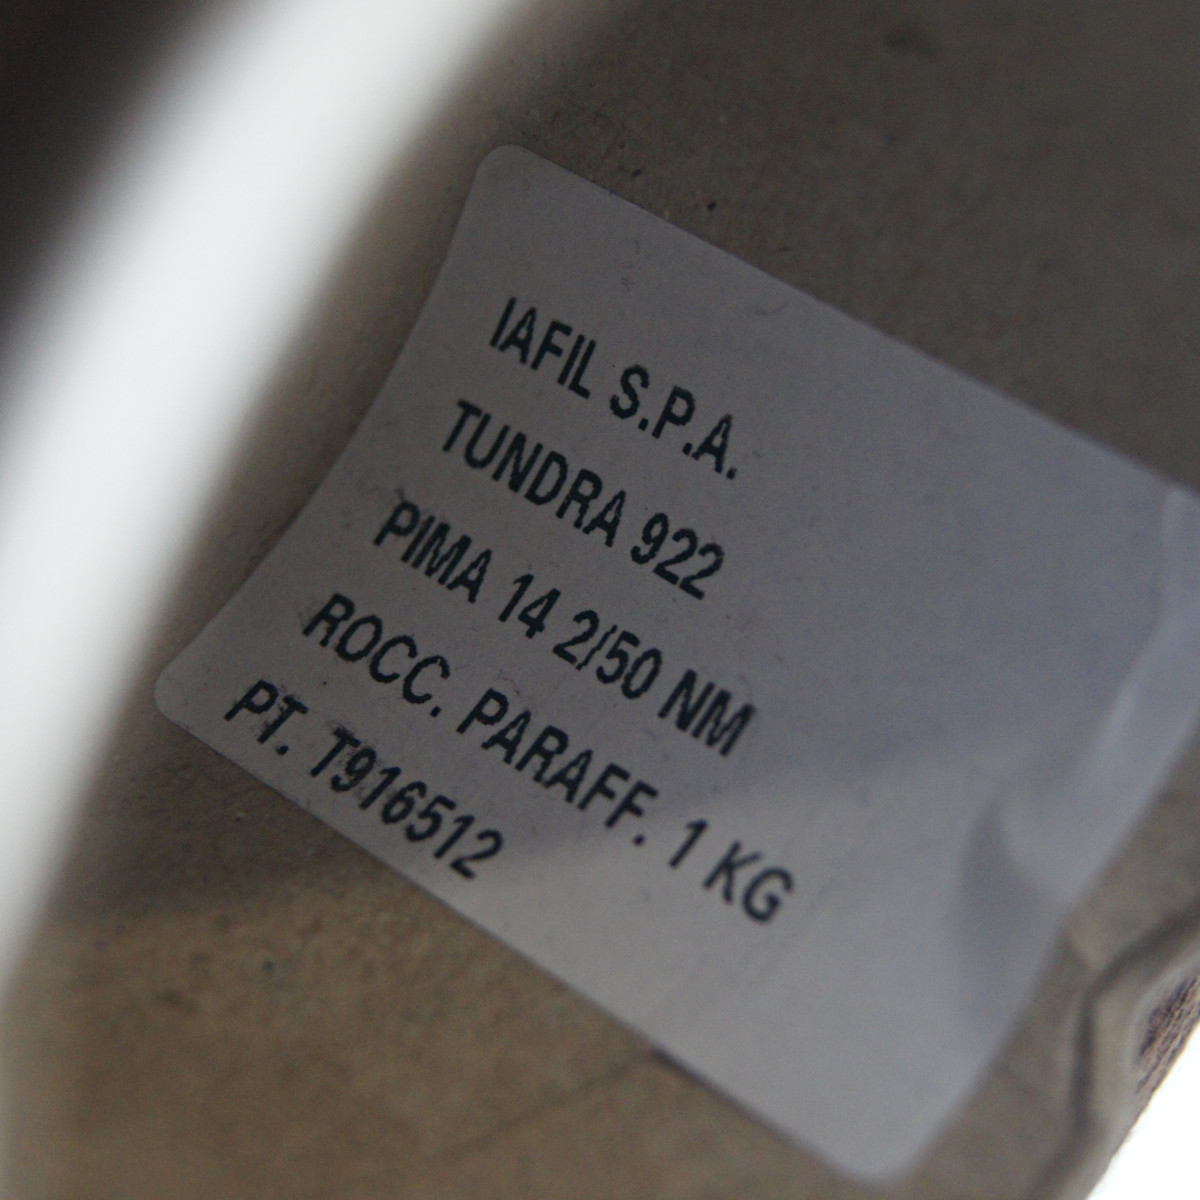 IAFIL S.P.A.
TUNDRA 922
PIMA 14 2/50 NM
ROCC. PARAFF. 1 KG
PT. T916512